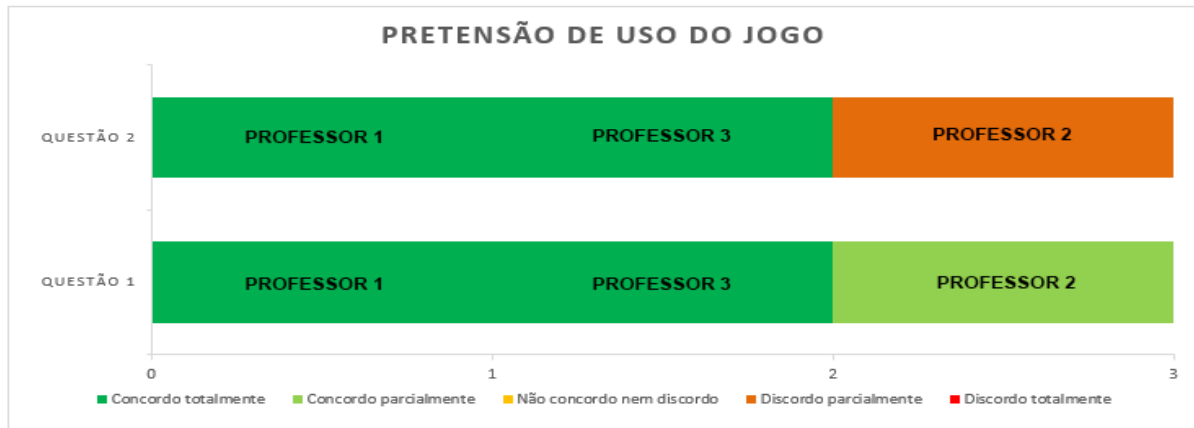 PRETENSÃO DE USO DO JOGO
QUESTÃO 2
PROFESSOR 1 PROFESSOR 3 PROFESSOR 2
QUESTÃO 1
PROFESSOR 1 PROFESSOR 3 PROFESSOR 2
0 1 2 3
Concordo totalmente Concordo parcialmente Não concordo nem discordo Discordo parcialmente Discordo totalmente